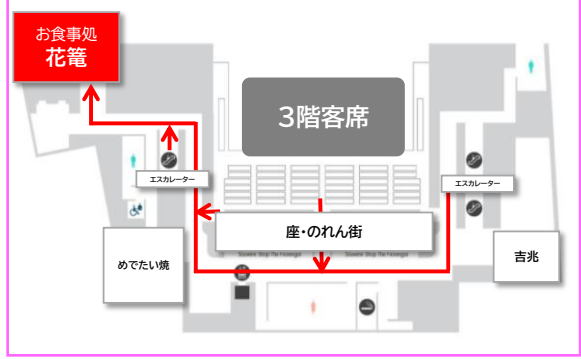 お食事処
花篭
3階客席
エスカレーター
エスカレーター
座・のれん街
めでたい焼
吉兆